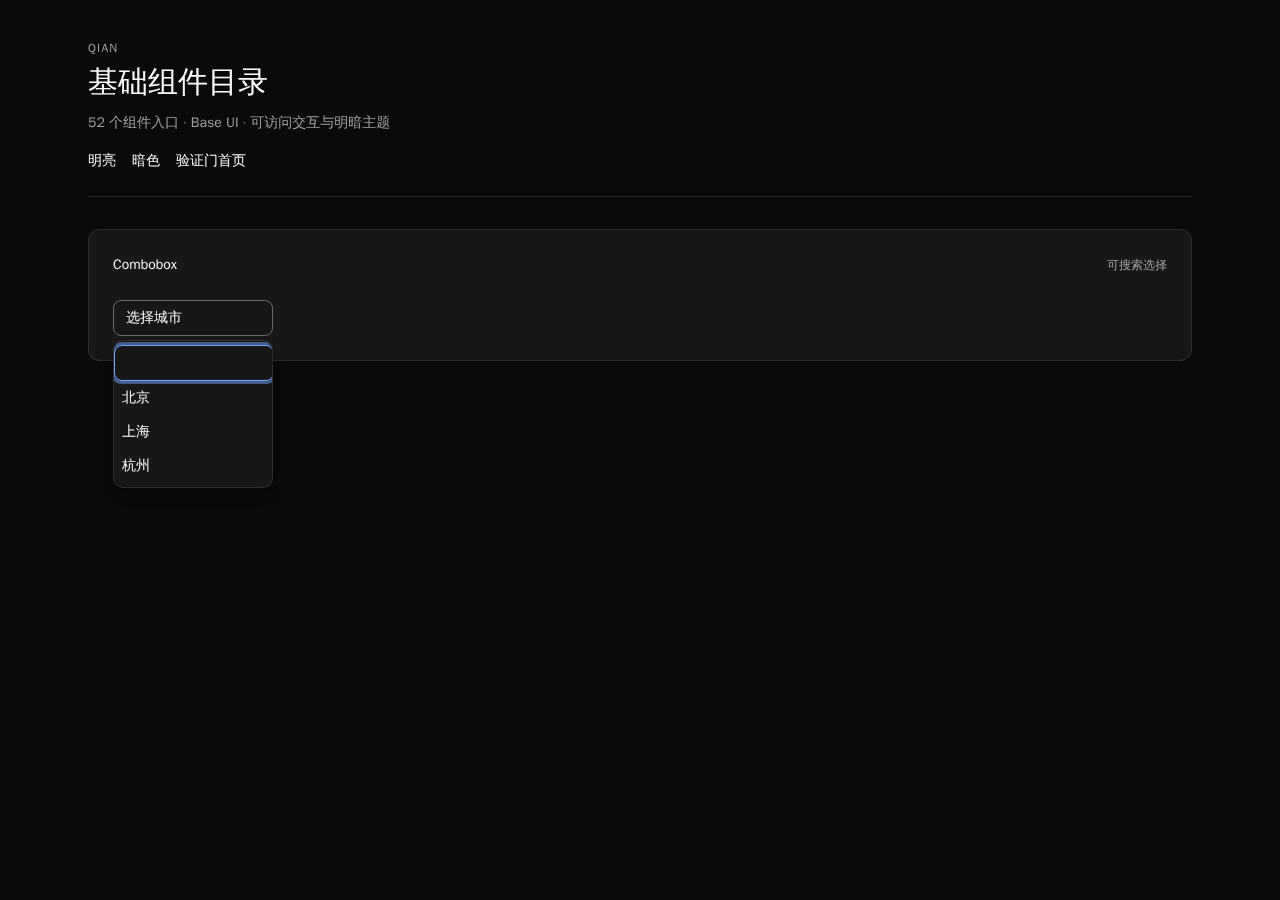 QIAN
基础组件目录
52 个组件入口 · Base UI · 可访问交互与明暗主题
明亮 暗色 验证门首页
Combobox 可搜索选择
选择城市
北京
上海
杭州